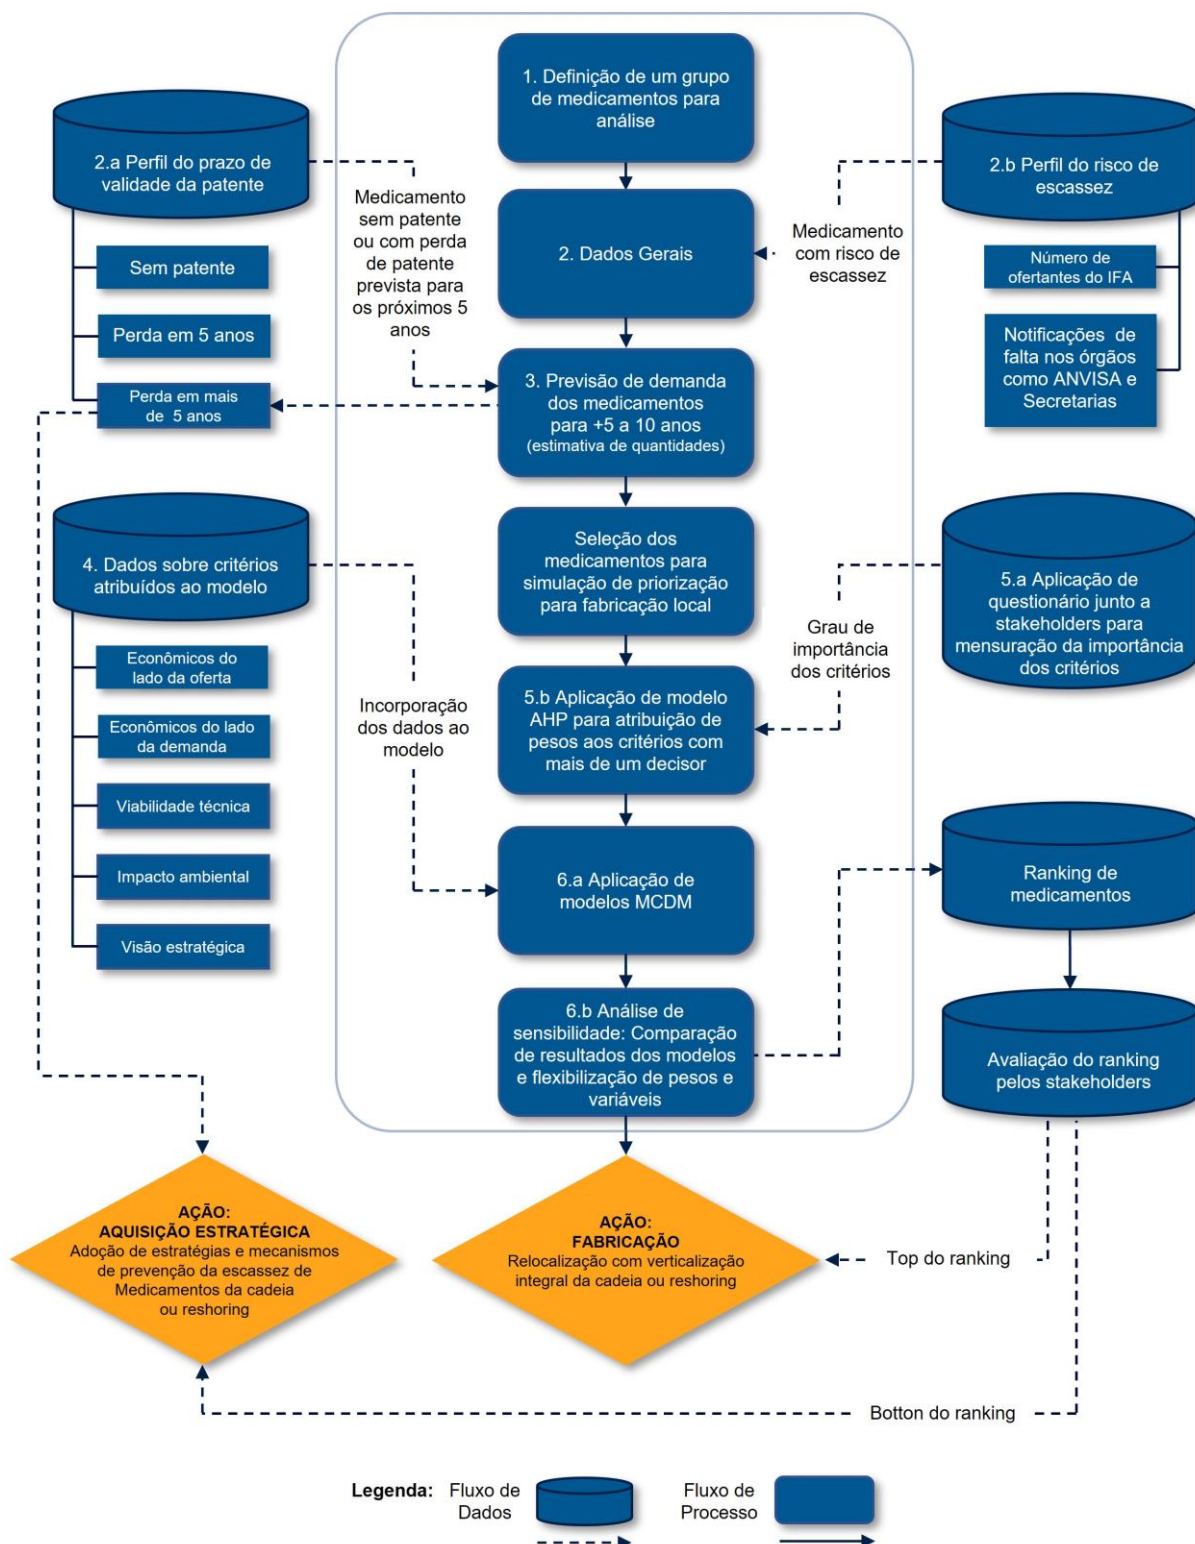 1. Definição de um grupo
de medicamentos para
análise
2.a Perfil do prazo de
validade da patente
Sem patente
Perda em 5 anos
Perda em mais
de 5 anos
Medicamento
sem patente
ou com perda
de patente
prevista para
os próximos 5
anos
2. Dados Gerais
Medicamento
com risco de
escassez
2.b Perfil do risco de
escassez
Número de
ofertantes do IFA
Notificações de
falta nos órgãos
como ANVISA e
Secretarias
3. Previsão de demanda
dos medicamentos
para +5 a 10 anos
(estimativa de quantidades)
Seleção dos
medicamentos para
simulação de priorização
para fabricação local
4. Dados sobre critérios
atribuídos ao modelo
Econômicos do
lado da oferta
Econômicos do lado
da demanda
Viabilidade técnica
Impacto ambiental
Visão estratégica
Incorporação
dos dados ao
modelo
5.a Aplicação de
questionário junto a
stakeholders para
mensuração da importância
dos critérios
Grau de
importância
dos critérios
5.b Aplicação de modelo
AHP para atribuição de
pesos aos critérios com
mais de um decisor
6.a Aplicação de
modelos MCDM
6.b Análise de
sensibilidade: Comparação
de resultados dos modelos
e flexibilização de pesos e
variáveis
Ranking de
medicamentos
Avaliação do ranking
pelos stakeholders
AÇÃO:
AQUISIÇÃO ESTRATÉGICA
Adoção de estratégias e mecanismos
de prevenção da escassez de
Medicamentos da cadeia
ou reshoring
AÇÃO:
FABRICAÇÃO
Relocalização com verticalização
integral da cadeia ou reshoring
Top do ranking
Botton do ranking
Legenda:
Fluxo de
Dados
Fluxo de
Processo